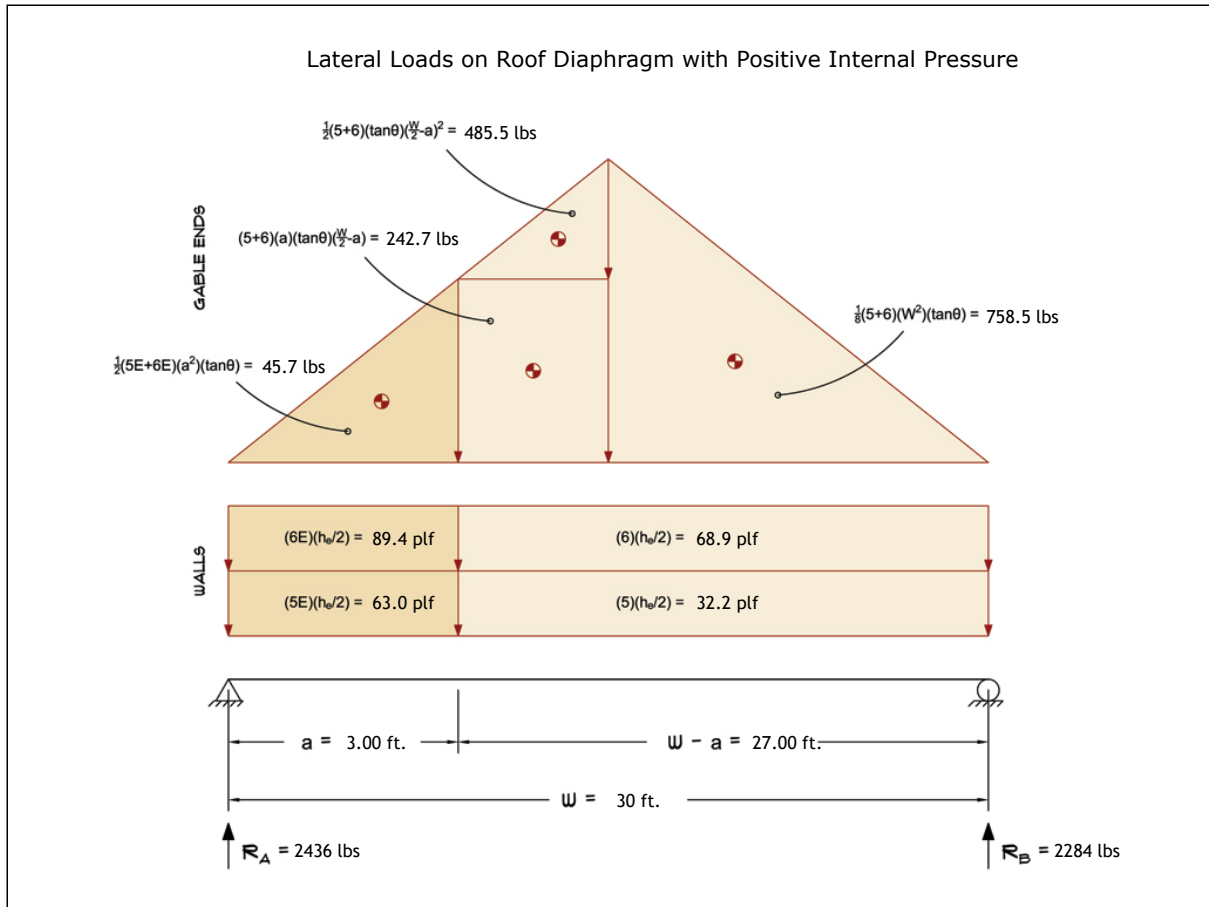 Lateral Loads on Roof Diaphragm with Positive Internal Pressure
½(5+6)(tanθ)(W/2-a)² = 485.5 lbs
GABLE ENDS
(5+6)(a)(tanθ)(W/2-a) = 242.7 lbs
⅛(5+6)(W²)(tanθ) = 758.5 lbs
½(5E+6E)(a²)(tanθ) = 45.7 lbs
WALLS
(6E)(hₑ/2) = 89.4 plf
(6)(hₑ/2) = 68.9 plf
(5E)(hₑ/2) = 63.0 plf
(5)(hₑ/2) = 32.2 plf
a = 3.00 ft.
W - a = 27.00 ft.
W = 30 ft.
R_A = 2436 lbs
R_B = 2284 lbs